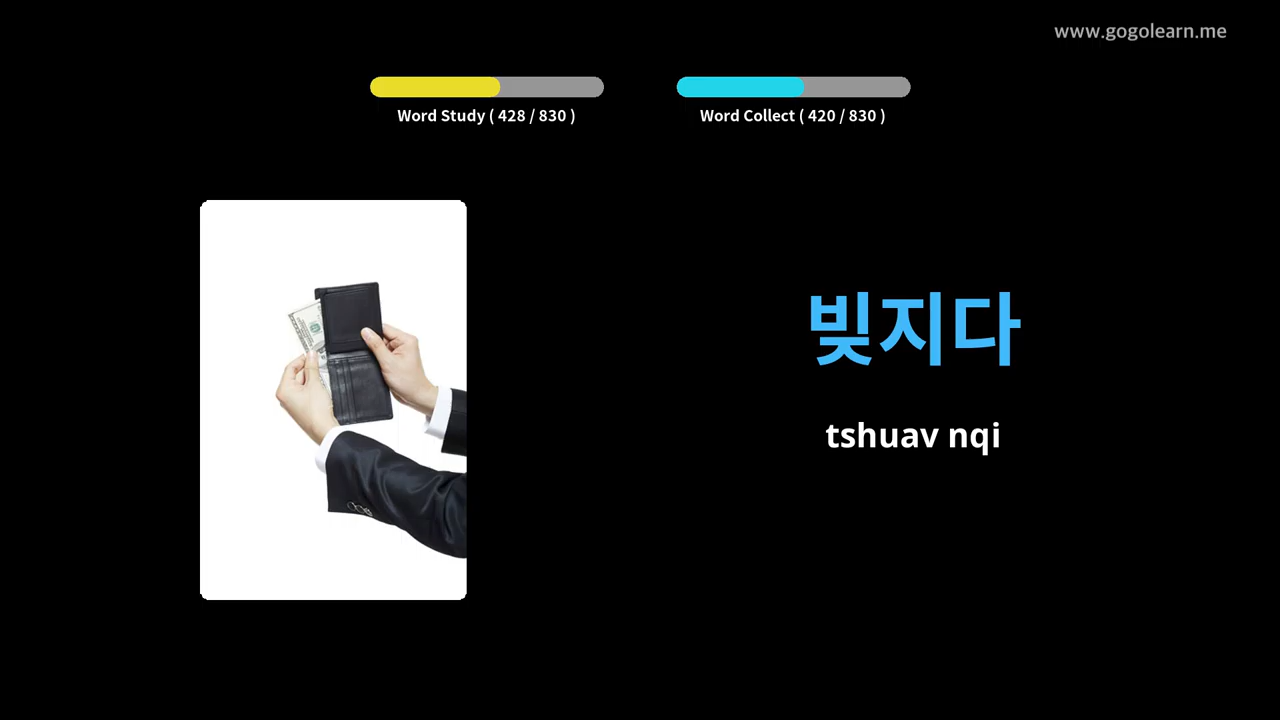 www.gogolearn.me
Word Study ( 428 / 830 )
Word Collect ( 420 / 830 )
빚지다
tshuav nqi